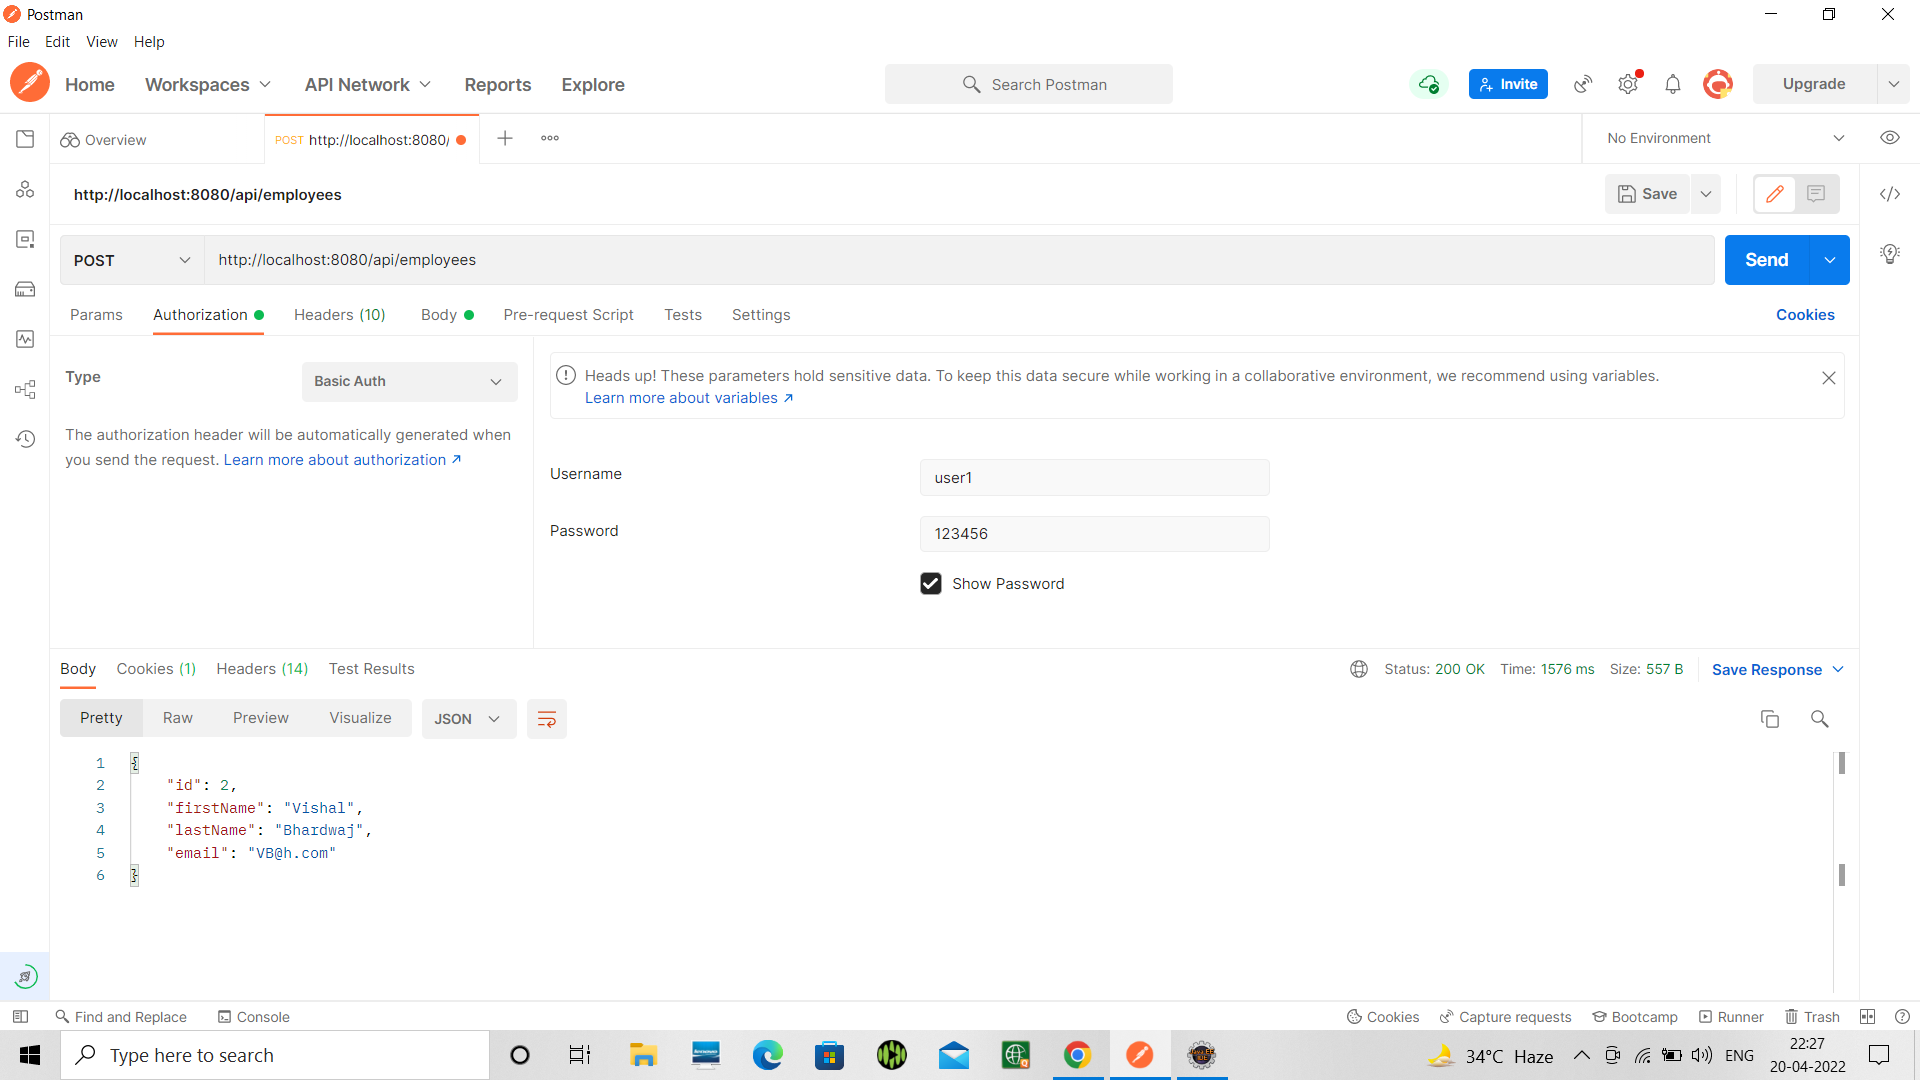 Postman
File Edit View Help
Home Workspaces API Network Reports Explore Search Postman Invite Upgrade
Overview POST http://localhost:8080/ No Environment
http://localhost:8080/api/employees Save
POST http://localhost:8080/api/employees Send
Params Authorization Headers (10) Body Pre-request Script Tests Settings Cookies
Type Basic Auth
Heads up! These parameters hold sensitive data. To keep this data secure while working in a collaborative environment, we recommend using variables.
Learn more about variables ↗
The authorization header will be automatically generated when
you send the request. Learn more about authorization ↗
Username user1
Password 123456
Show Password
Body Cookies (1) Headers (14) Test Results Status: 200 OK Time: 1576 ms Size: 557 B Save Response
Pretty Raw Preview Visualize JSON
1 {
2 "id": 2,
3 "firstName": "Vishal",
4 "lastName": "Bhardwaj",
5 "email": "VB@h.com"
6 }
Find and Replace Console Cookies Capture requests Bootcamp Runner Trash
Type here to search 34°C Haze ENG 22:27
20-04-2022